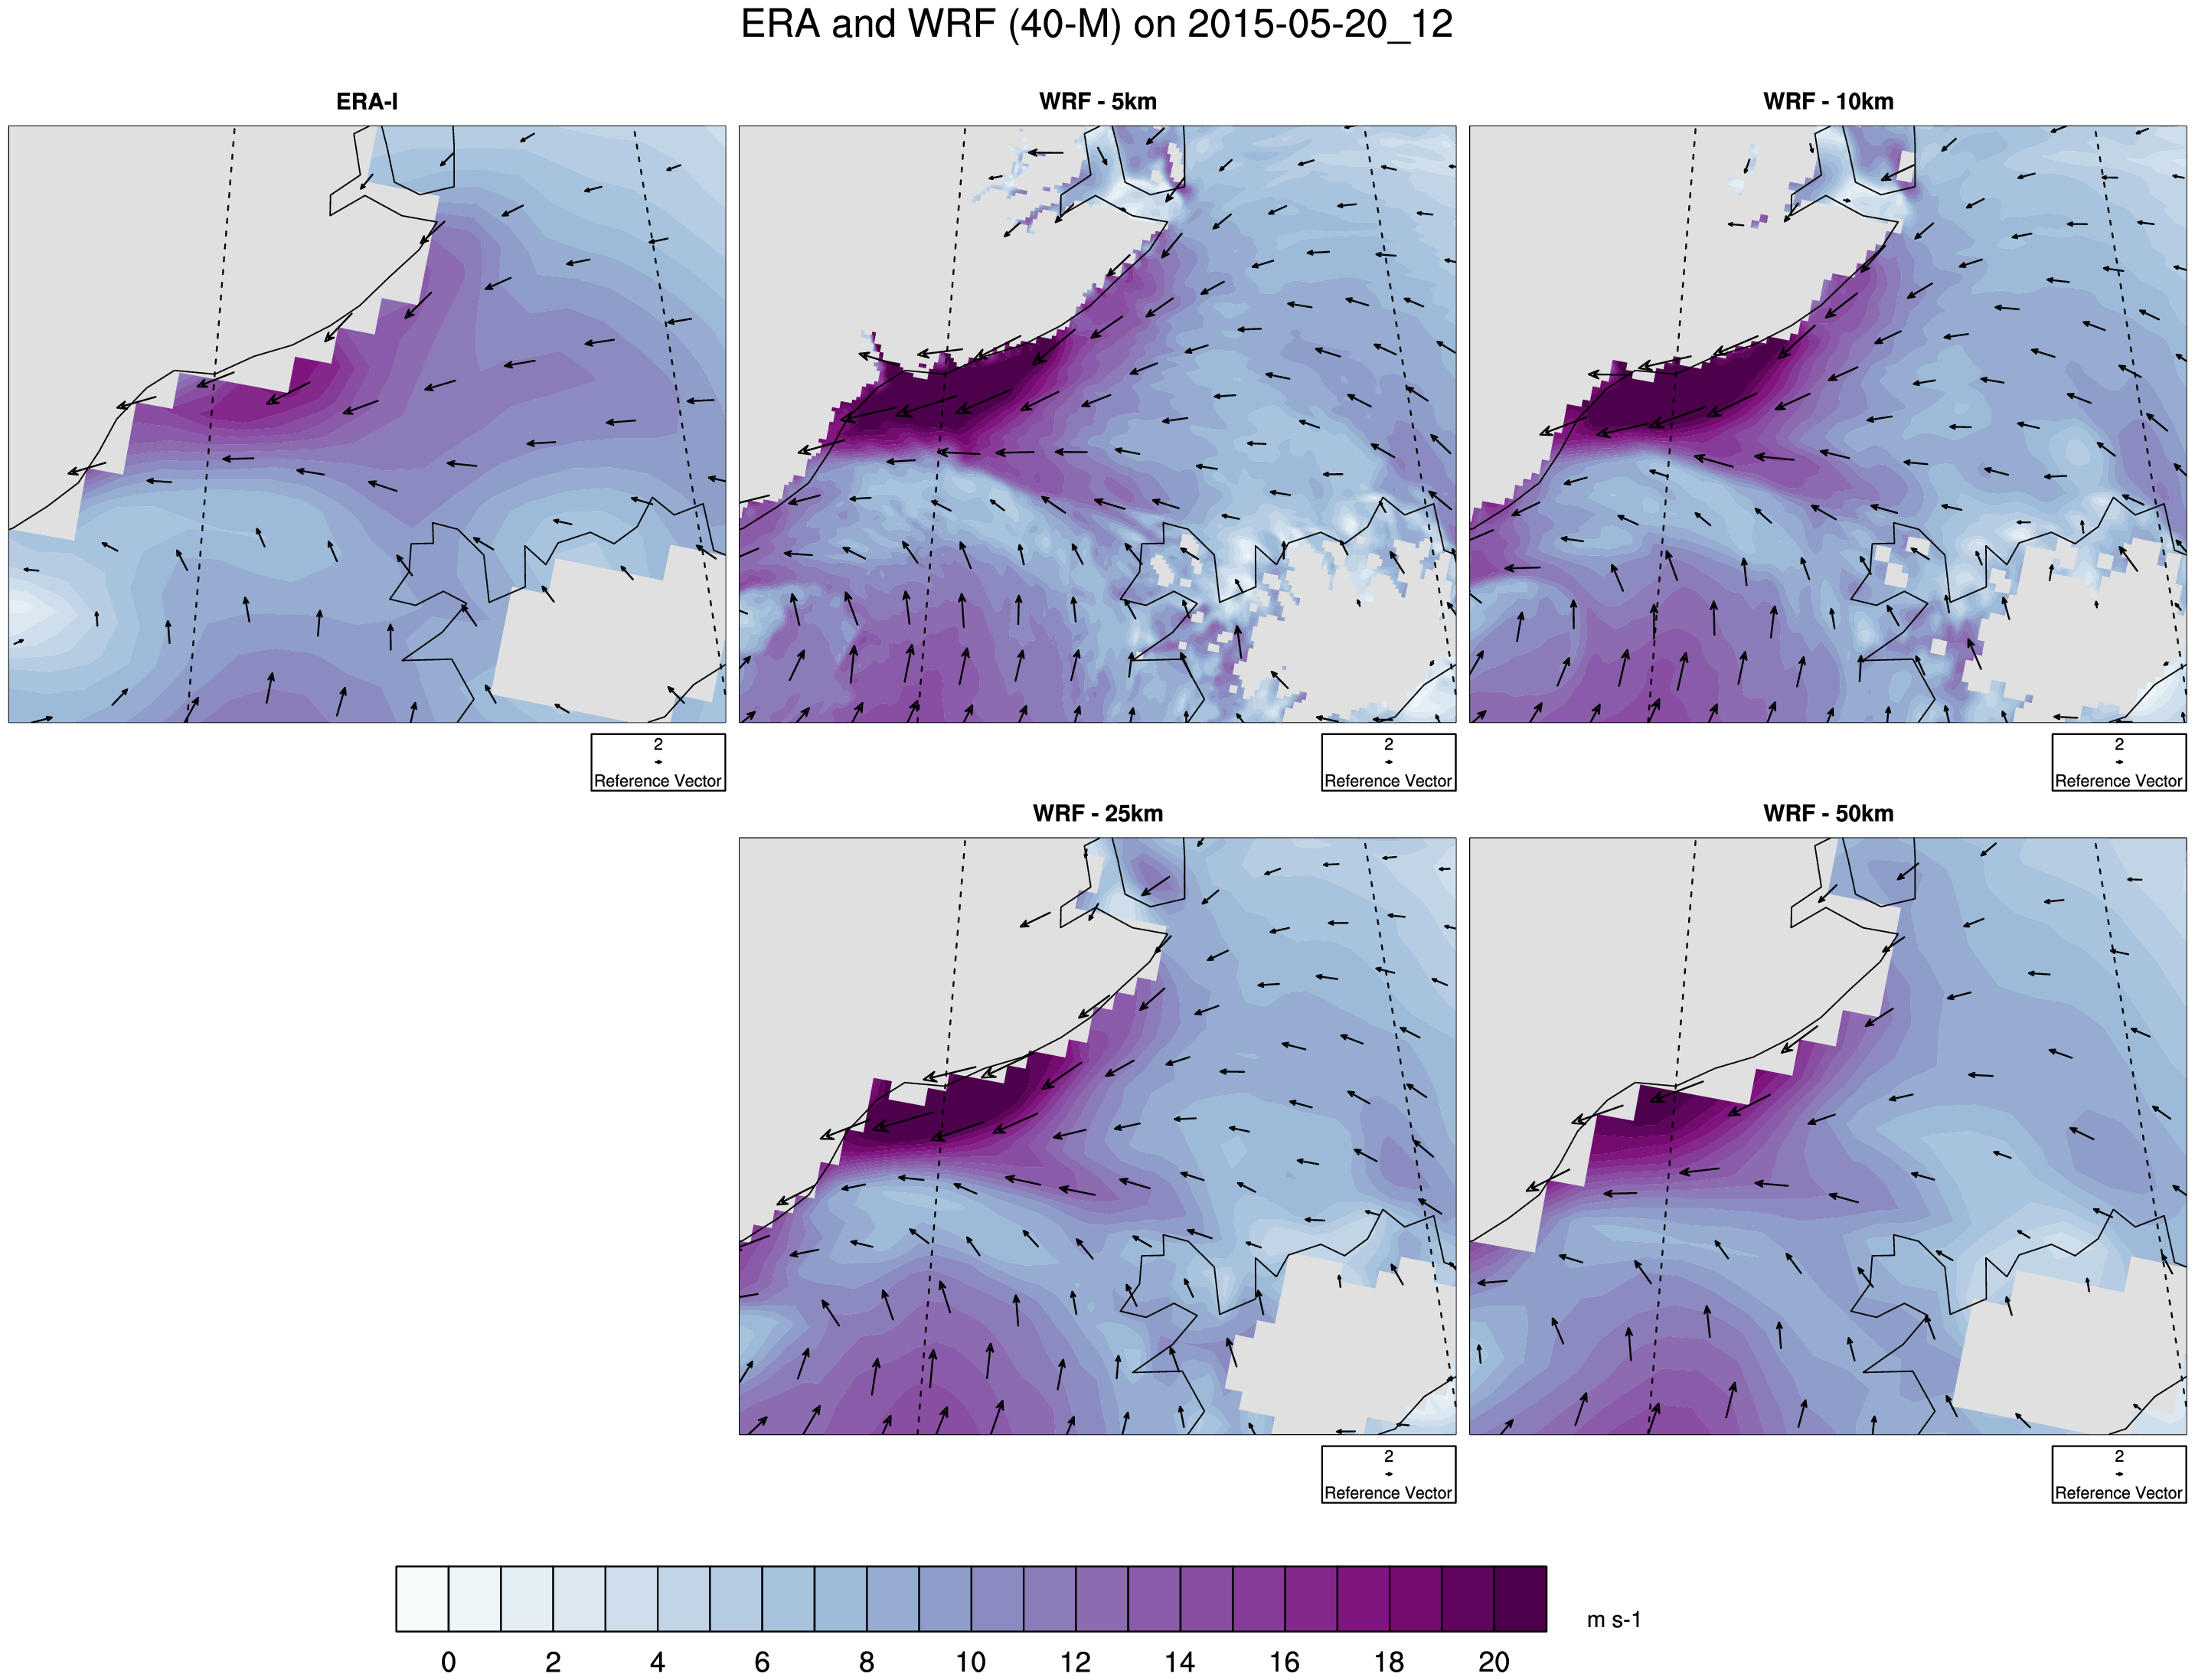 ERA and WRF (40-M) on 2015-05-20_12
ERA-I
WRF - 5km
WRF - 10km
2
Reference Vector
2
Reference Vector
2
Reference Vector
WRF - 25km
WRF - 50km
2
Reference Vector
2
Reference Vector
m s-1
0 2 4 6 8 10 12 14 16 18 20